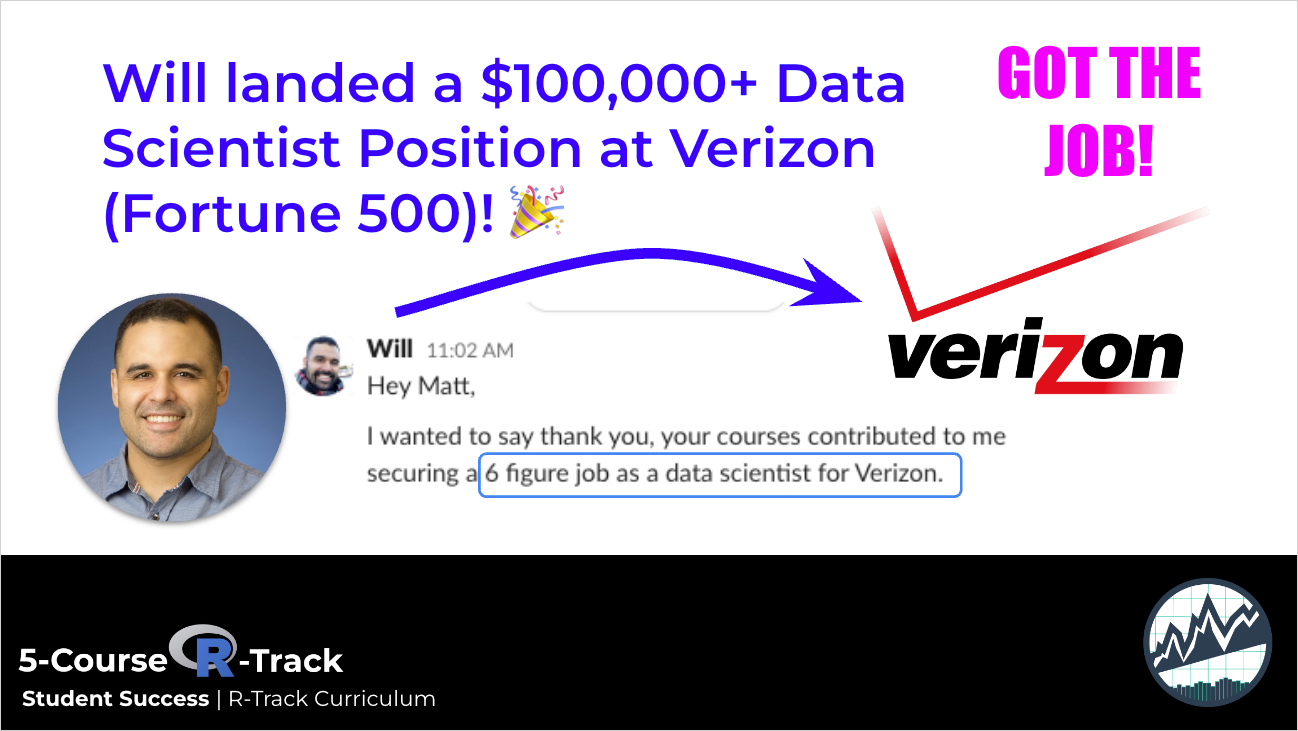 Will landed a $100,000+ Data
Scientist Position at Verizon
(Fortune 500)! 🎉
GOT THE
JOB!
verizon
Will 11:02 AM
Hey Matt,
I wanted to say thank you, your courses contributed to me
securing a 6 figure job as a data scientist for Verizon.
5-Course R-Track
Student Success | R-Track Curriculum